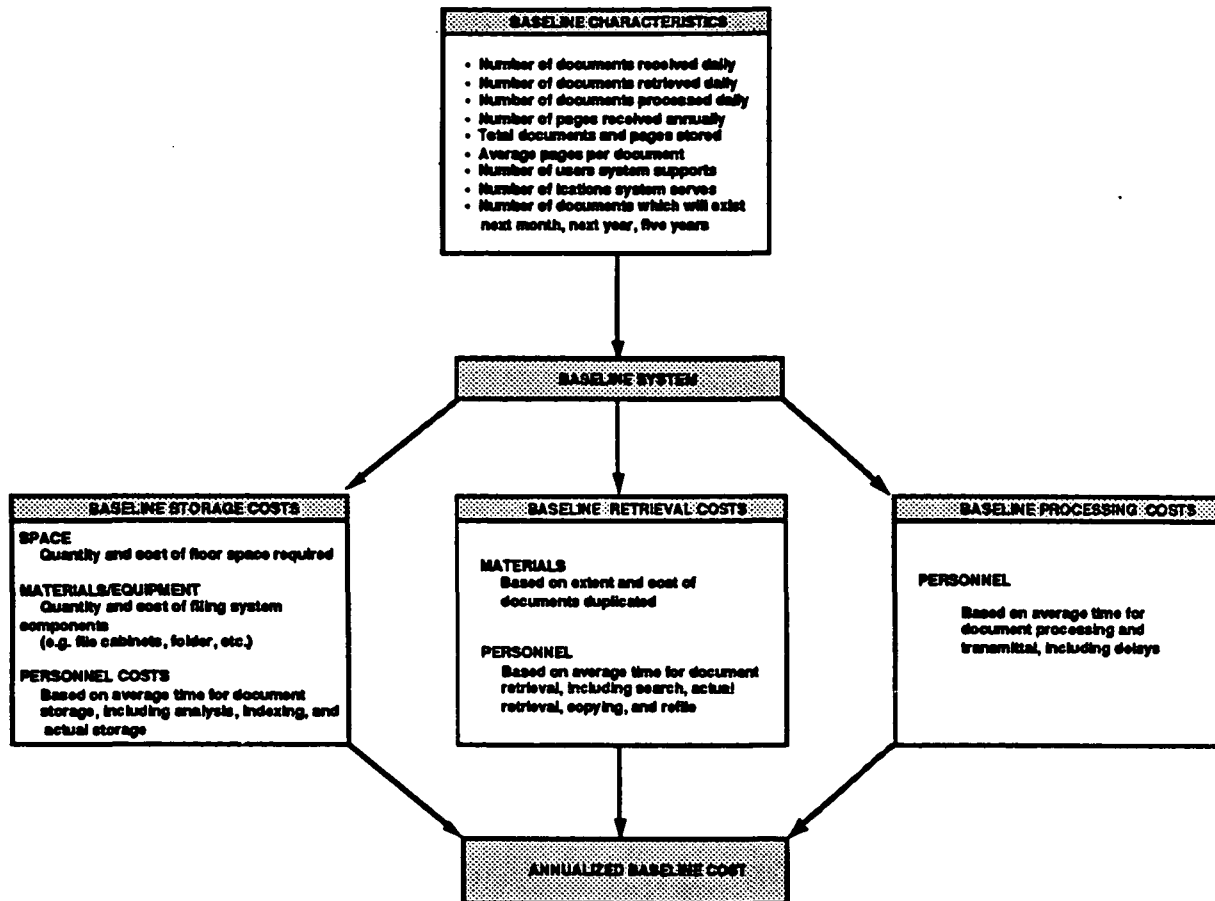 BASELINE CHARACTERISTICS
• Number of documents received daily
• Number of documents retrieved daily
• Number of documents processed daily
• Number of pages received annually
• Total documents and pages stored
• Average pages per document
• Number of users system supports
• Number of ications system serves
• Number of documents which will exist
next month, next year, five years
BASELINE SYSTEM
BASELINE STORAGE COSTS
SPACE
Quantity and cost of floor space required
MATERIALS/EQUIPMENT
Quantity and cost of filing system
components
(e.g. file cabinets, folder, etc.)
PERSONNEL COSTS
Based on average time for document
storage, including analysis, indexing, and
actual storage
BASELINE RETRIEVAL COSTS
MATERIALS
Based on extent and cost of
documents duplicated
PERSONNEL
Based on average time for document
retrieval, including search, actual
retrieval, copying, and refile
BASELINE PROCESSING COSTS
PERSONNEL
Based on average time for
document processing and
transmittal, including delays
ANNUALIZED BASELINE COST